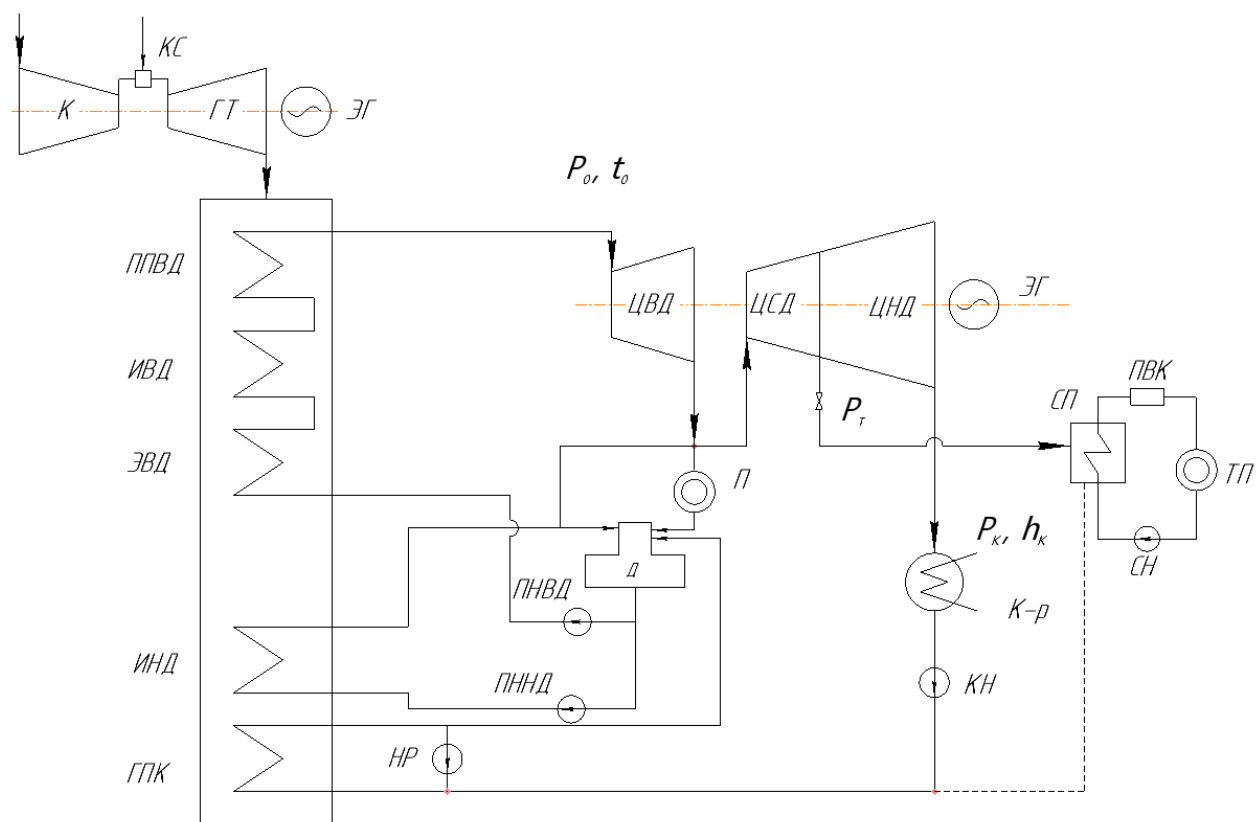 КС
К
ГТ
ЭГ
Pо, tо
ППВД
ЦВД
ЦСД
ЦНД
ЭГ
ИВД
ПВК
СП
Pт
ЭВД
П
ТП
Pк, hк
Д
СН
ПНВД
К-р
ИНД
ПННД
КН
НР
ГПК